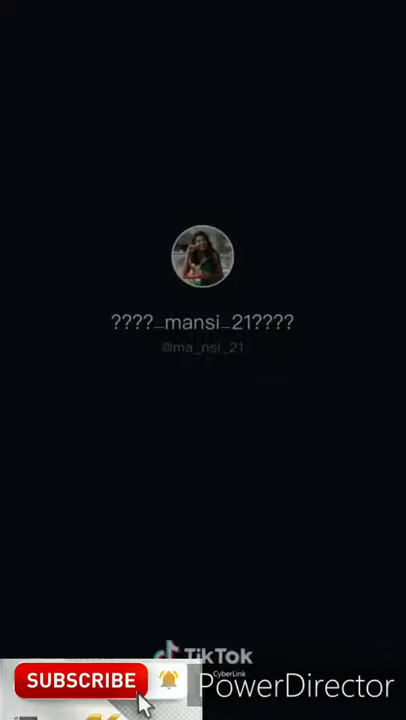 ????_mansi_21????
@ma_nsi_21
TikTok
CyberLink
SUBSCRIBE
PowerDirector